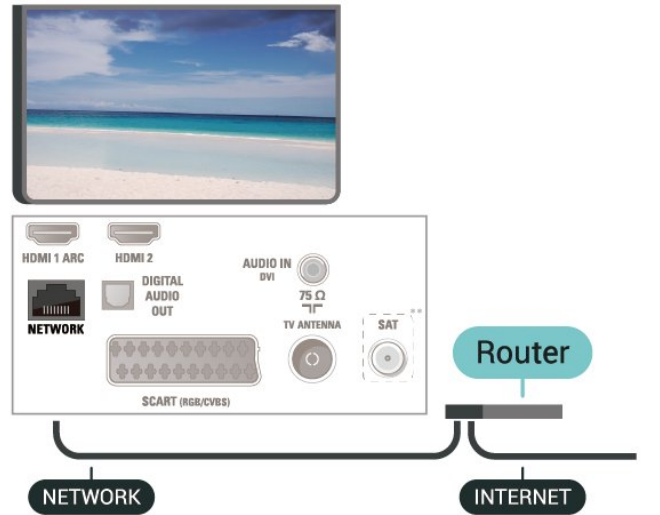 HDMI 1 ARC
HDMI 2
NETWORK
DIGITAL
AUDIO
OUT
AUDIO IN
DVI
75 Ω
TV ANTENNA
SAT
**
SCART (RGB/CVBS)
Router
NETWORK
INTERNET